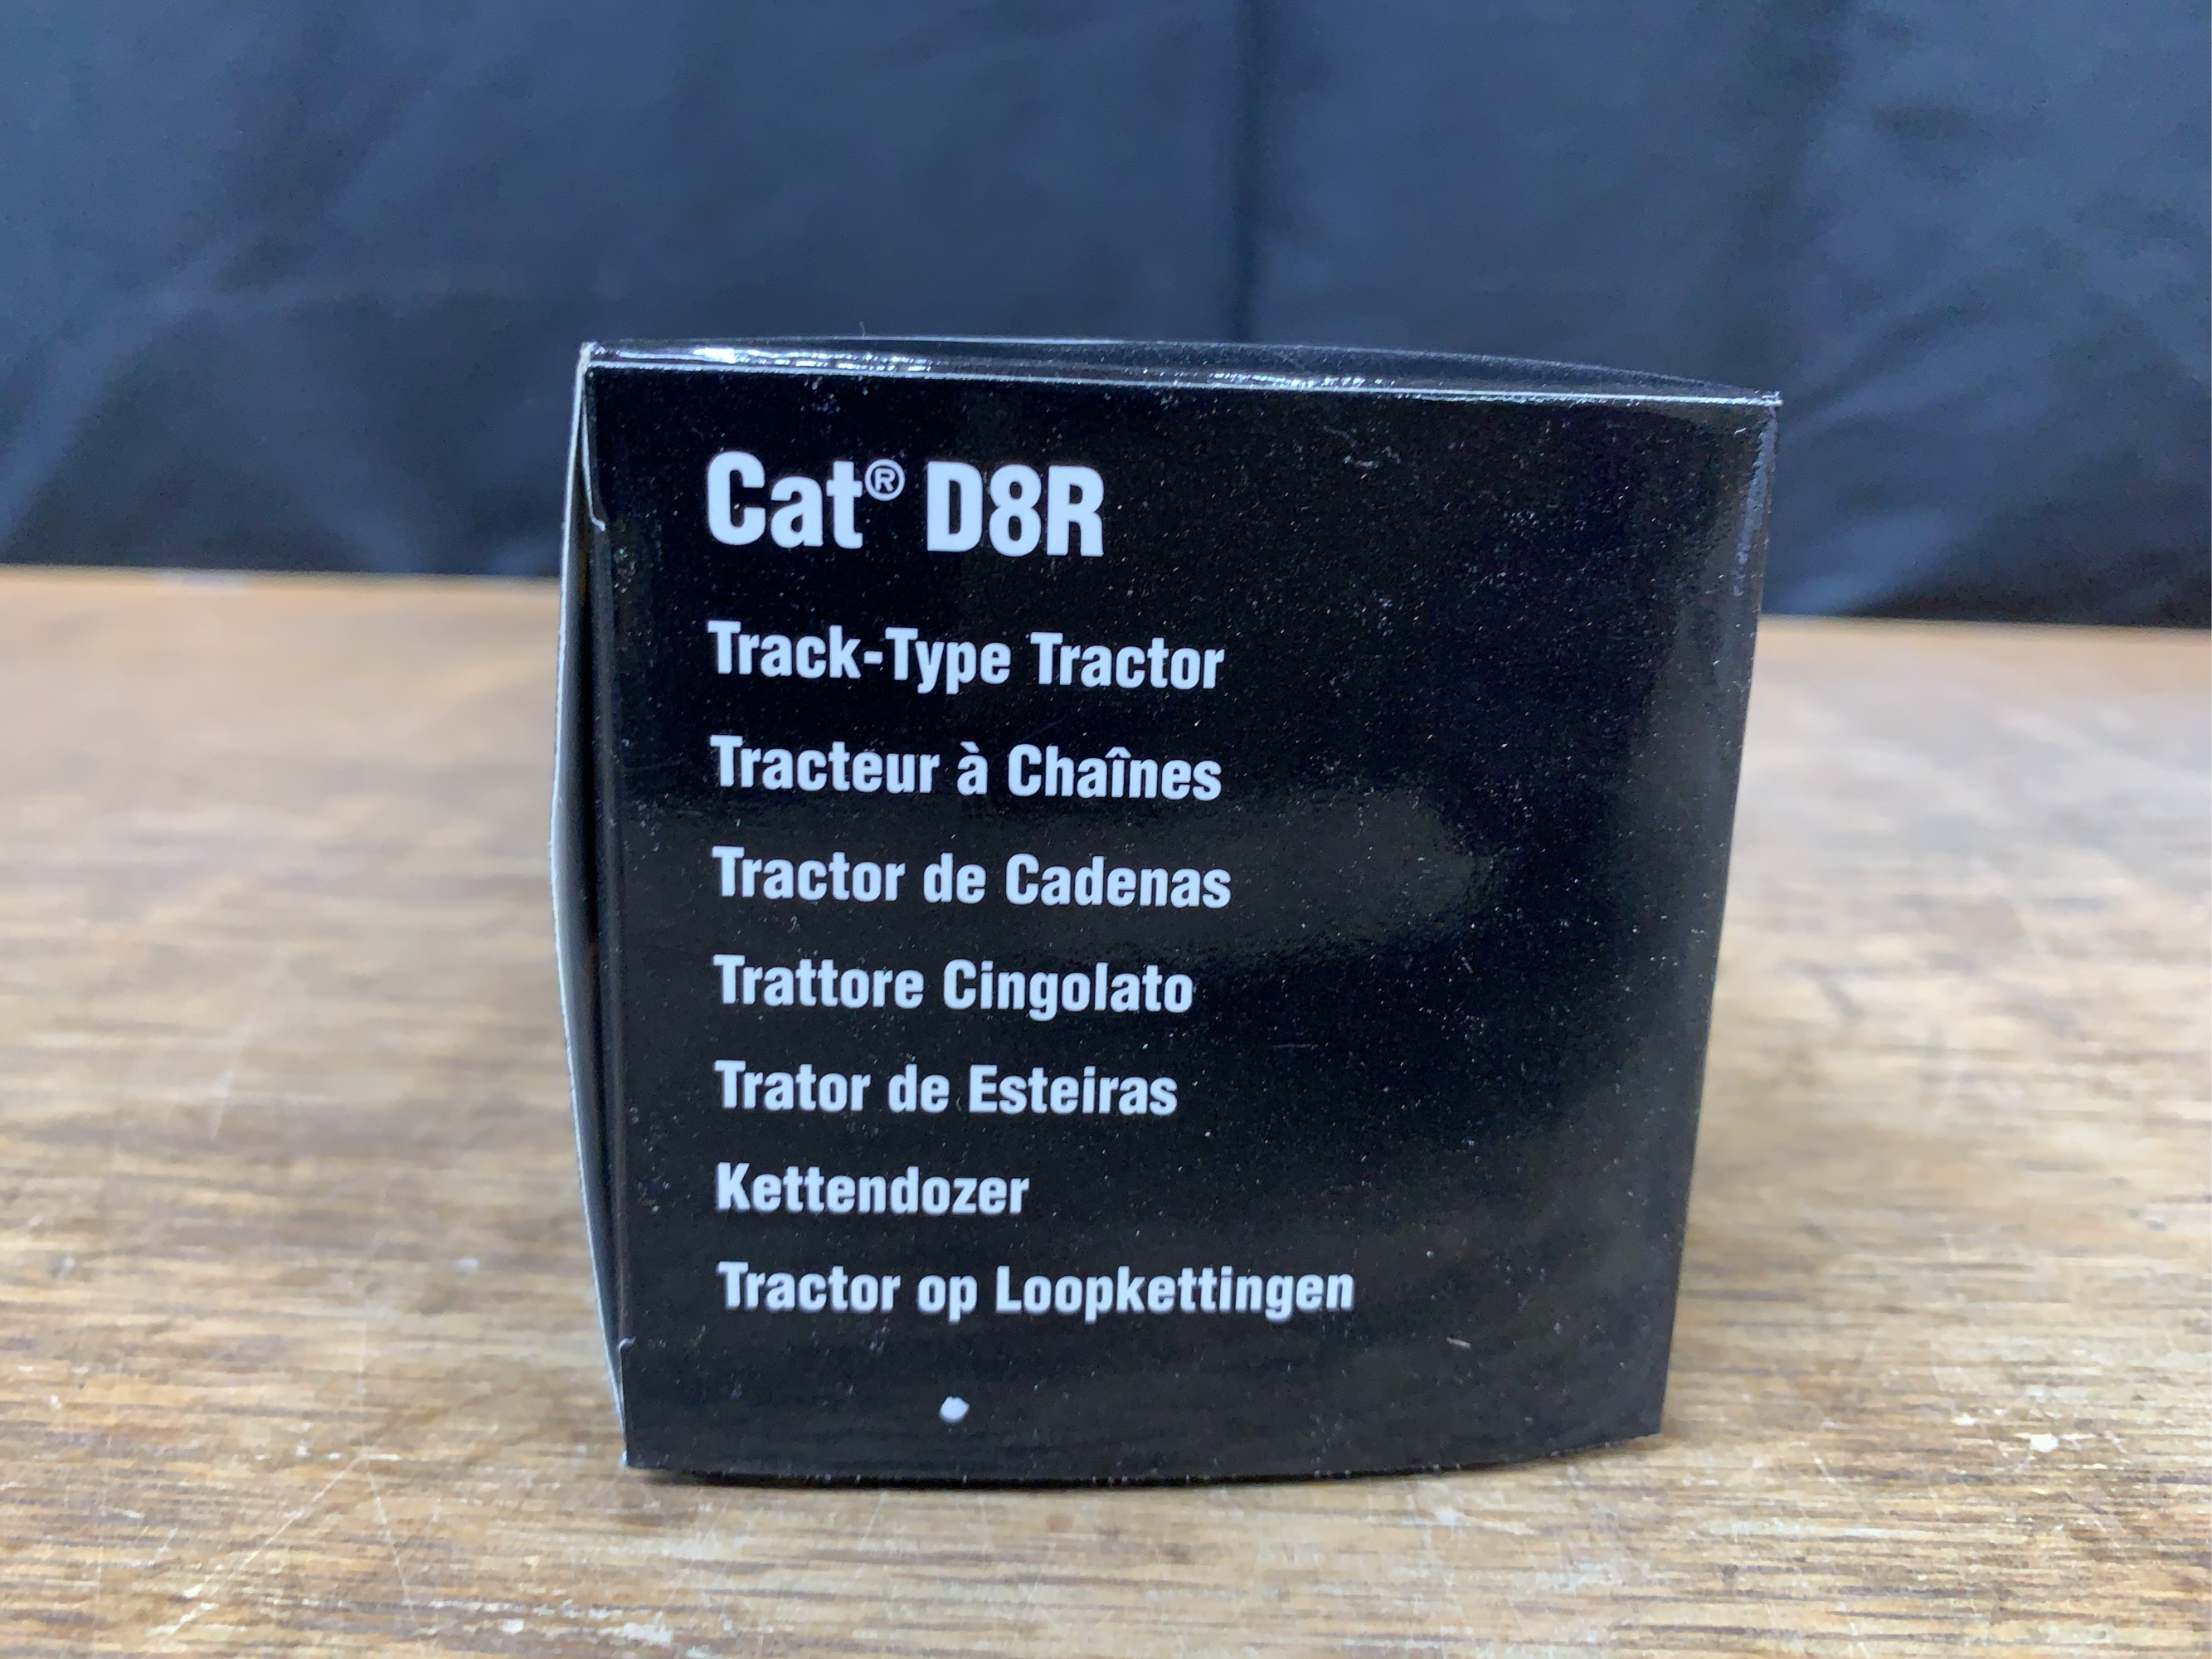 Cat® D8R
Track-Type Tractor
Tracteur à Chaînes
Tractor de Cadenas
Trattore Cingolato
Trator de Esteiras
Kettendozer
Tractor op Loopkettingen